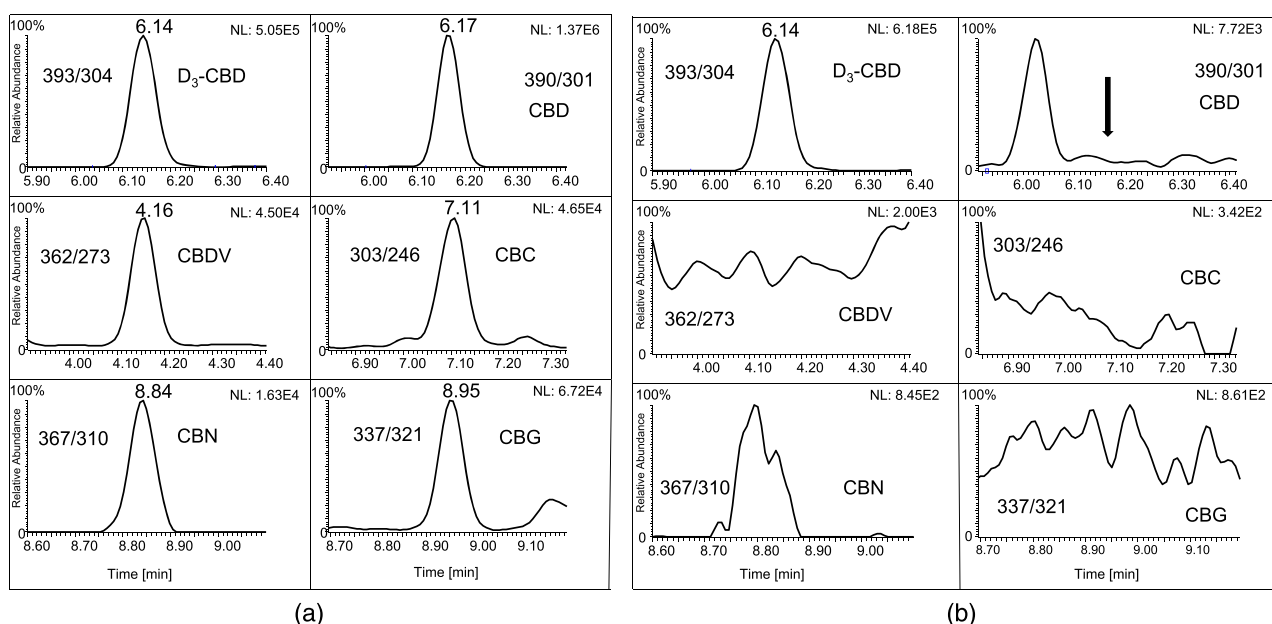 100% 6.14 NL: 5.05E5
393/304 D3-CBD
Relative Abundance
0
5.90 6.00 6.10 6.20 6.30 6.40
100% 6.17 NL: 1.37E6
390/301
CBD
0
6.00 6.10 6.20 6.30 6.40
100% 4.16 NL: 4.50E4
362/273 CBDV
Relative Abundance
0
4.00 4.10 4.20 4.30 4.40
100% 7.11 NL: 4.65E4
303/246 CBC
0
6.90 7.00 7.10 7.20 7.30
100% 8.84 NL: 1.63E4
367/310 CBN
Relative Abundance
0
8.60 8.70 8.80 8.90 9.00
Time [min]
100% 8.95 NL: 6.72E4
337/321 CBG
0
8.70 8.80 8.90 9.00 9.10
Time [min]
(a)
100% 6.14 NL: 6.18E5
393/304 D3-CBD
Relative Abundance
0
5.90 6.00 6.10 6.20 6.30 6.40
100% NL: 7.72E3
390/301
CBD
0
6.00 6.10 6.20 6.30 6.40
100% NL: 2.00E3
362/273 CBDV
Relative Abundance
0
4.00 4.10 4.20 4.30 4.40
100% NL: 3.42E2
303/246
CBC
0
6.90 7.00 7.10 7.20 7.30
100% NL: 8.45E2
367/310 CBN
Relative Abundance
0
8.60 8.70 8.80 8.90 9.00
Time [min]
100% NL: 8.61E2
337/321 CBG
0
8.70 8.80 8.90 9.00 9.10
Time [min]
(b)